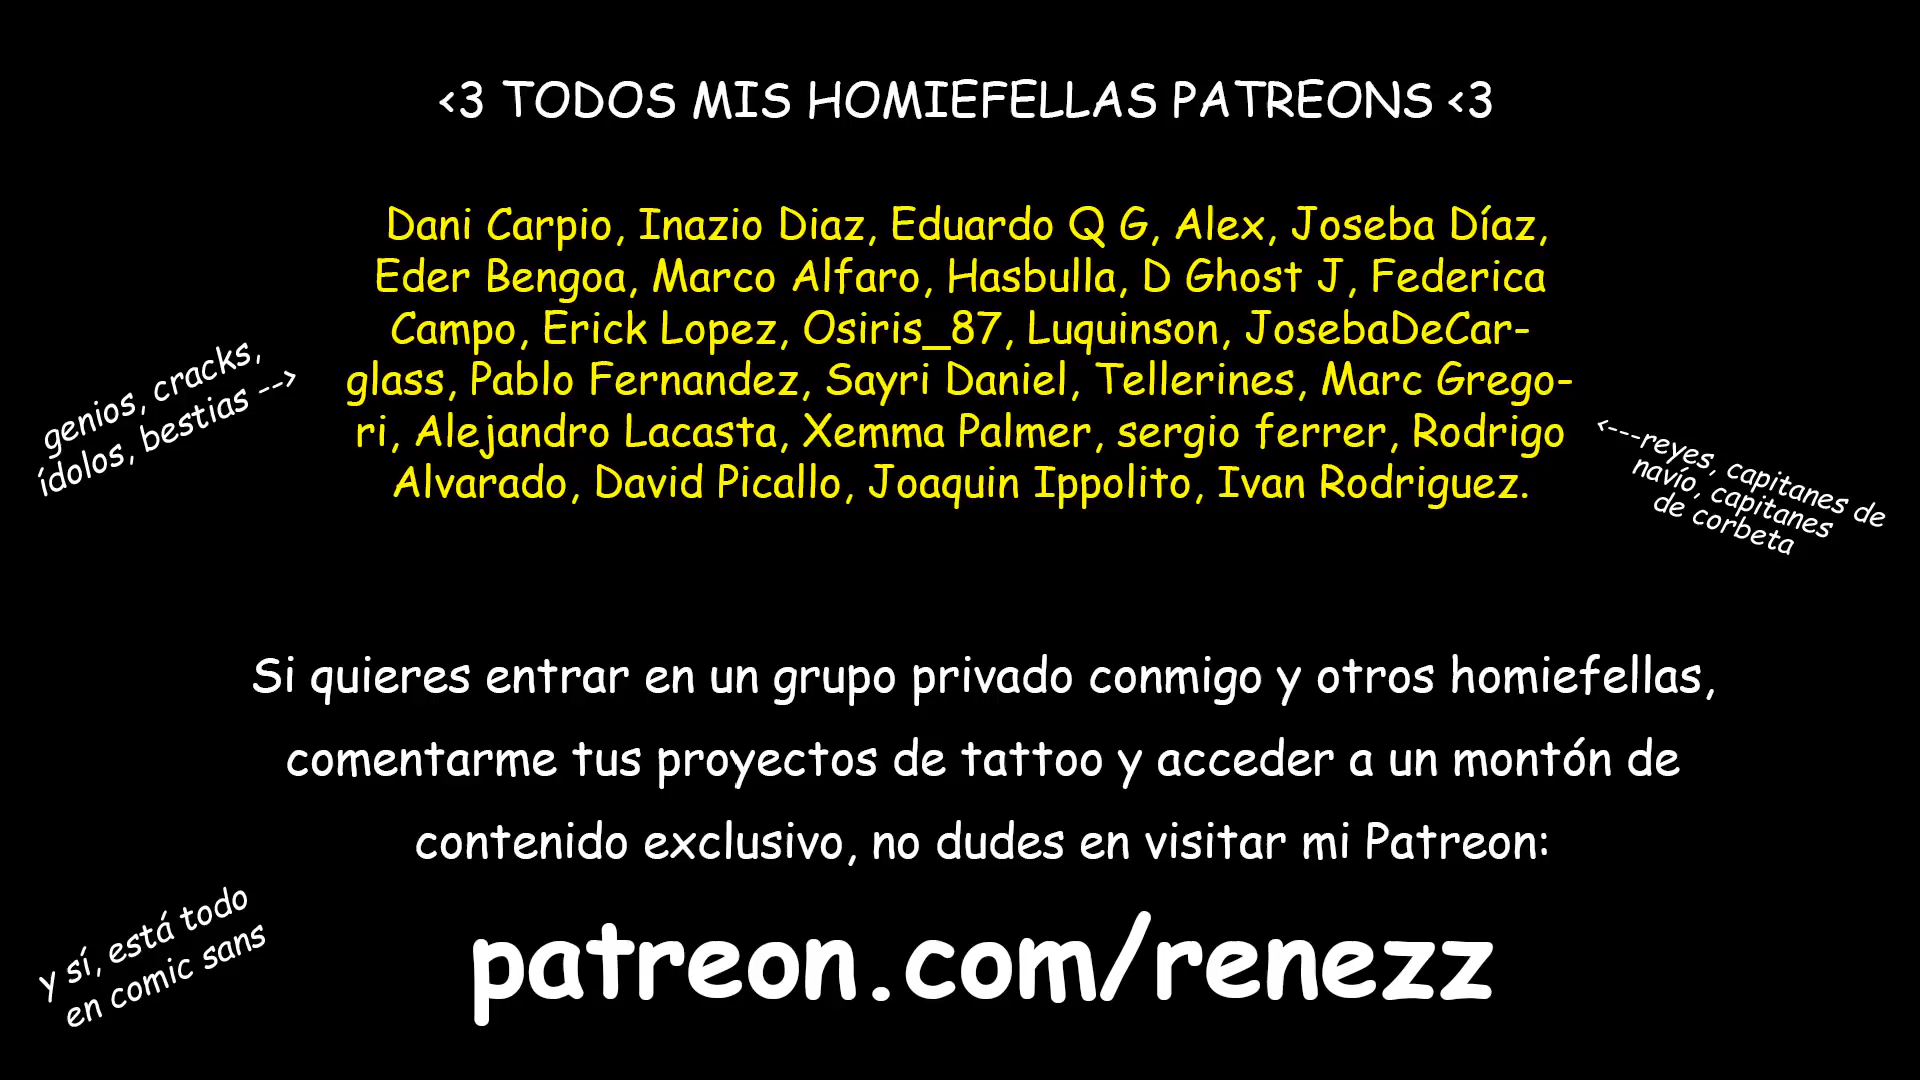 <3 TODOS MIS HOMIEFELLAS PATREONS <3
Dani Carpio, Inazio Diaz, Eduardo Q G, Alex, Joseba Díaz,
Eder Bengoa, Marco Alfaro, Hasbulla, D Ghost J, Federica
Campo, Erick Lopez, Osiris_87, Luquinson, JosebaDeCar-
glass, Pablo Fernandez, Sayri Daniel, Tellerines, Marc Grego-
ri, Alejandro Lacasta, Xemma Palmer, sergio ferrer, Rodrigo
Alvarado, David Picallo, Joaquin Ippolito, Ivan Rodriguez.
genios, cracks,
ídolos, bestias -->
<---reyes, capitanes de
navío, capitanes
de corbeta
Si quieres entrar en un grupo privado conmigo y otros homiefellas,
comentarme tus proyectos de tattoo y acceder a un montón de
contenido exclusivo, no dudes en visitar mi Patreon:
patreon.com/renezz
y sí, está todo
en comic sans